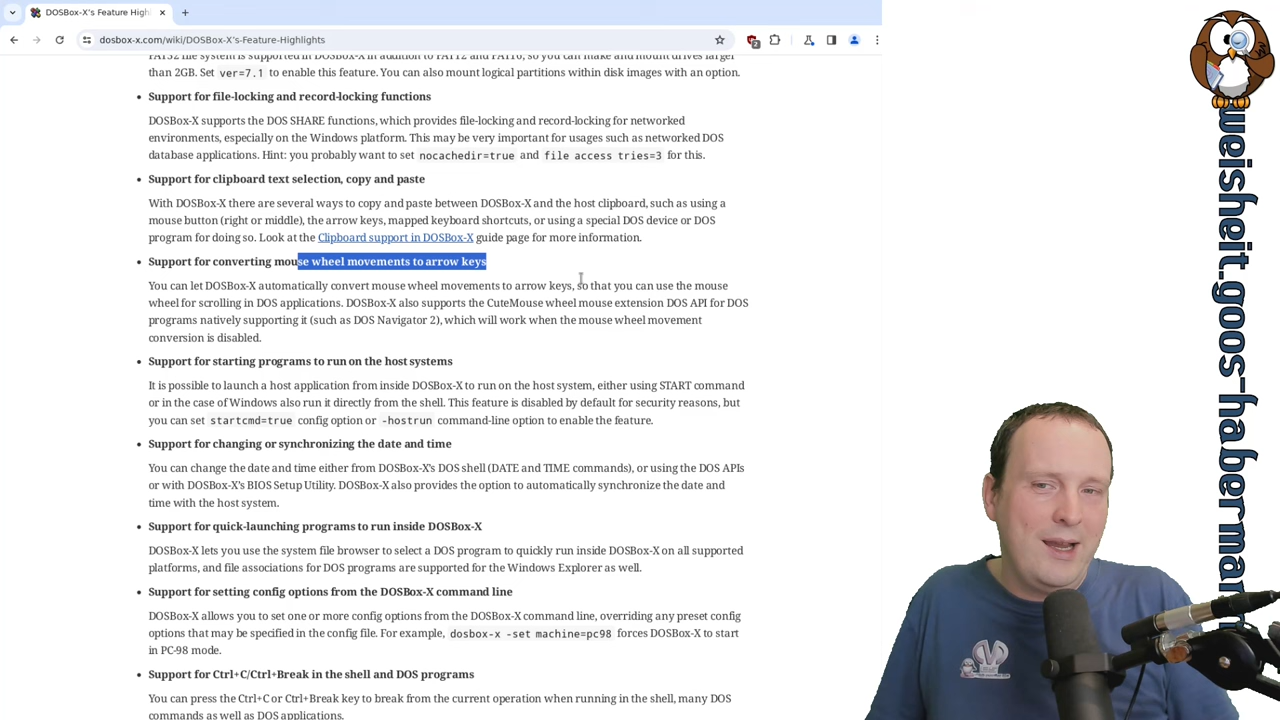 DOSBox-X's Feature High
dosbox-x.com/wiki/DOSBox-X's-Feature-Highlights
2
FAT32 file system is supported in DOSBox-X in addition to FAT12 and FAT16, so you can make and mount drives larger
than 2GB. Set ver=7.1 to enable this feature. You can also mount logical partitions within disk images with an option.
• Support for file-locking and record-locking functions
DOSBox-X supports the DOS SHARE functions, which provides file-locking and record-locking for networked
environments, especially on the Windows platform. This may be very important for usages such as networked DOS
database applications. Hint: you probably want to set nocachedir=true and file access tries=3 for this.
• Support for clipboard text selection, copy and paste
With DOSBox-X there are several ways to copy and paste between DOSBox-X and the host clipboard, such as using a
mouse button (right or middle), the arrow keys, mapped keyboard shortcuts, or using a special DOS device or DOS
program for doing so. Look at the Clipboard support in DOSBox-X guide page for more information.
• Support for converting mouse wheel movements to arrow keys
You can let DOSBox-X automatically convert mouse wheel movements to arrow keys, so that you can use the mouse
wheel for scrolling in DOS applications. DOSBox-X also supports the CuteMouse wheel mouse extension DOS API for DOS
programs natively supporting it (such as DOS Navigator 2), which will work when the mouse wheel movement
conversion is disabled.
• Support for starting programs to run on the host systems
It is possible to launch a host application from inside DOSBox-X to run on the host system, either using START command
or in the case of Windows also run it directly from the shell. This feature is disabled by default for security reasons, but
you can set startcmd=true config option or -hostrun command-line option to enable the feature.
• Support for changing or synchronizing the date and time
You can change the date and time either from DOSBox-X's DOS shell (DATE and TIME commands), or using the DOS APIs
or with DOSBox-X's BIOS Setup Utility. DOSBox-X also provides the option to automatically synchronize the date and
time with the host system.
• Support for quick-launching programs to run inside DOSBox-X
DOSBox-X lets you use the system file browser to select a DOS program to quickly run inside DOSBox-X on all supported
platforms, and file associations for DOS programs are supported for the Windows Explorer as well.
• Support for setting config options from the DOSBox-X command line
DOSBox-X allows you to set one or more config options from the DOSBox-X command line, overriding any preset config
options that may be specified in the config file. For example, dosbox-x -set machine=pc98 forces DOSBox-X to start
in PC-98 mode.
• Support for Ctrl+C/Ctrl+Break in the shell and DOS programs
You can press the Ctrl+C or Ctrl+Break key to break from the current operation when running in the shell, many DOS
commands as well as DOS applications.
weisheit.goos-haberman